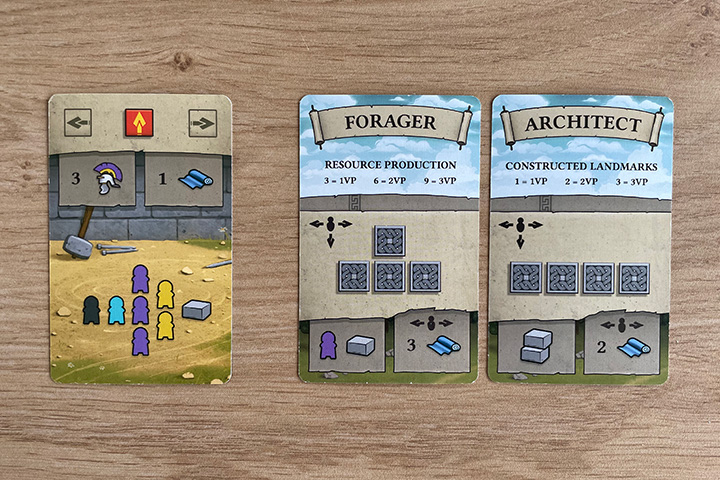 3
1
FORAGER
RESOURCE PRODUCTION
3 = 1VP 6 = 2VP 9 = 3VP
3
ARCHITECT
CONSTRUCTED LANDMARKS
1 = 1VP 2 = 2VP 3 = 3VP
2